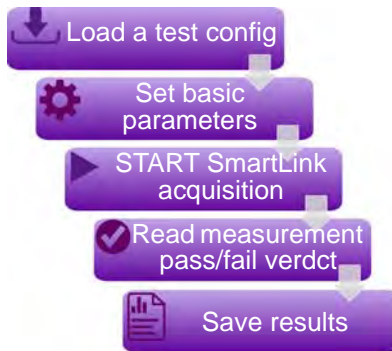 Load a test config
Set basic
parameters
START SmartLink
acquisition
Read measurement
pass/fail verdct
Save results